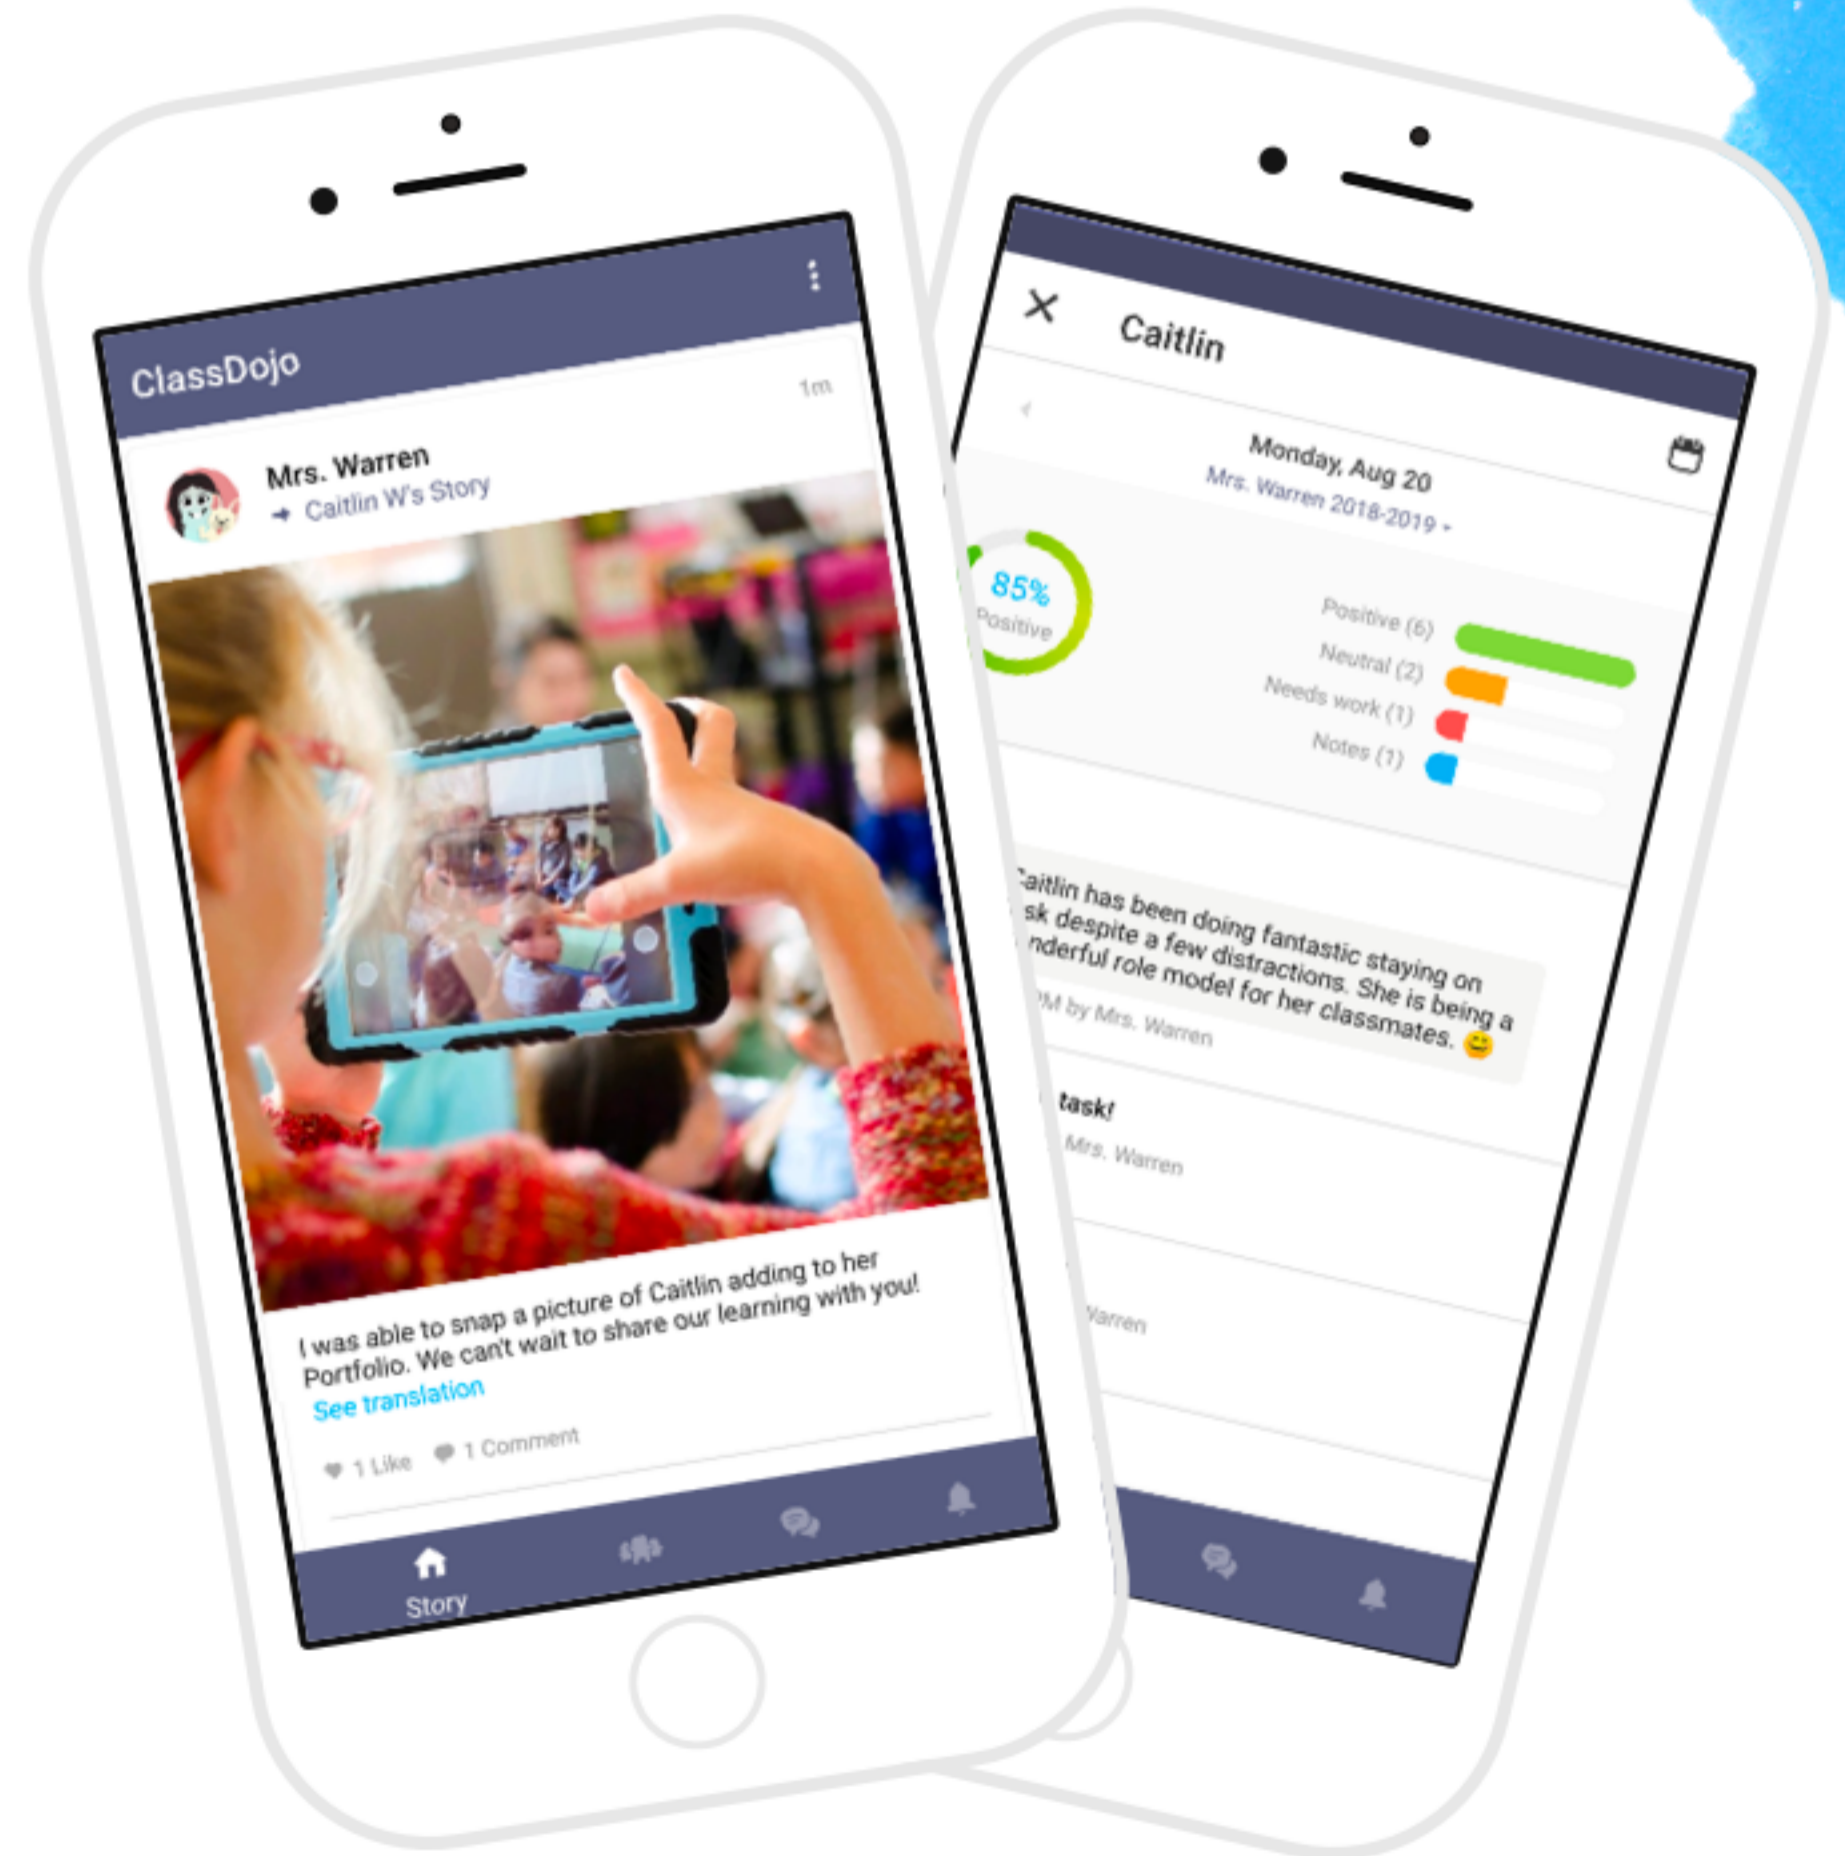 ClassDojo
1m
Mrs. Warren
Caitlin W's Story
I was able to snap a picture of Caitlin adding to her
Portfolio. We can't wait to share our learning with you!
See translation
1 Like 1 Comment
Story
Caitlin
Monday, Aug 20
Mrs. Warren 2018-2019
85%
Positive
Positive (6)
Neutral (2)
Needs work (1)
Notes (1)
Caitlin has been doing fantastic staying on
sk despite a few distractions. She is being a
nderful role model for her classmates. 😄
PM by Mrs. Warren
task!
Mrs. Warren
Warren